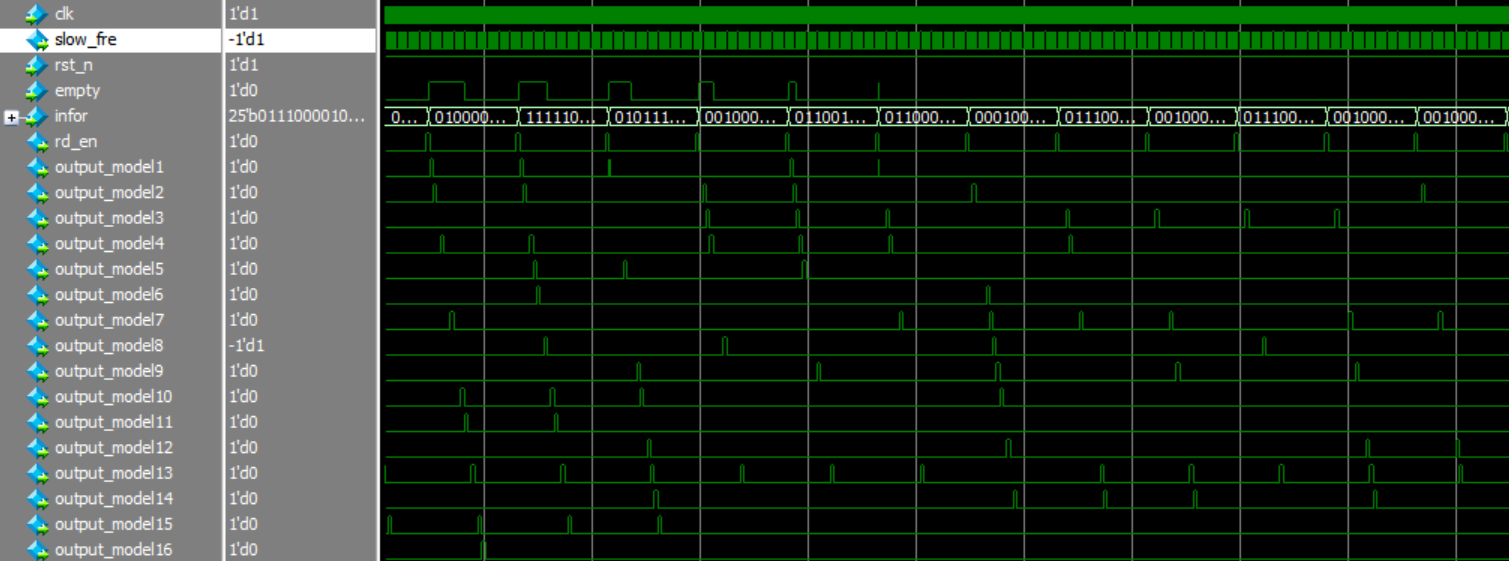 clk 1'd1
slow_fre -1'd1
rst_n 1'd1
empty 1'd0
infor 25'b0111000010... 0... 010000... 111110... 010111... 001000... 011001... 011000... 000100... 011100... 001000... 011100... 001000... 001000...
rd_en 1'd0
output_model1 1'd0
output_model2 1'd0
output_model3 1'd0
output_model4 1'd0
output_model5 1'd0
output_model6 1'd0
output_model7 1'd0
output_model8 -1'd1
output_model9 1'd0
output_model10 1'd0
output_model11 1'd0
output_model12 1'd0
output_model13 1'd0
output_model14 1'd0
output_model15 1'd0
output_model16 1'd0